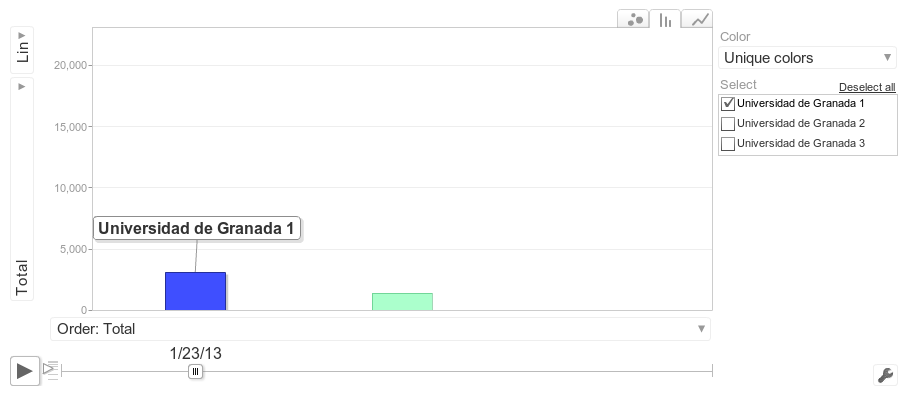 Lin
Total
20,000
15,000
10,000
5,000
0
Universidad de Granada 1
Order: Total
1/23/13
Color
Unique colors
Select
Deselect all
Universidad de Granada 1
Universidad de Granada 2
Universidad de Granada 3